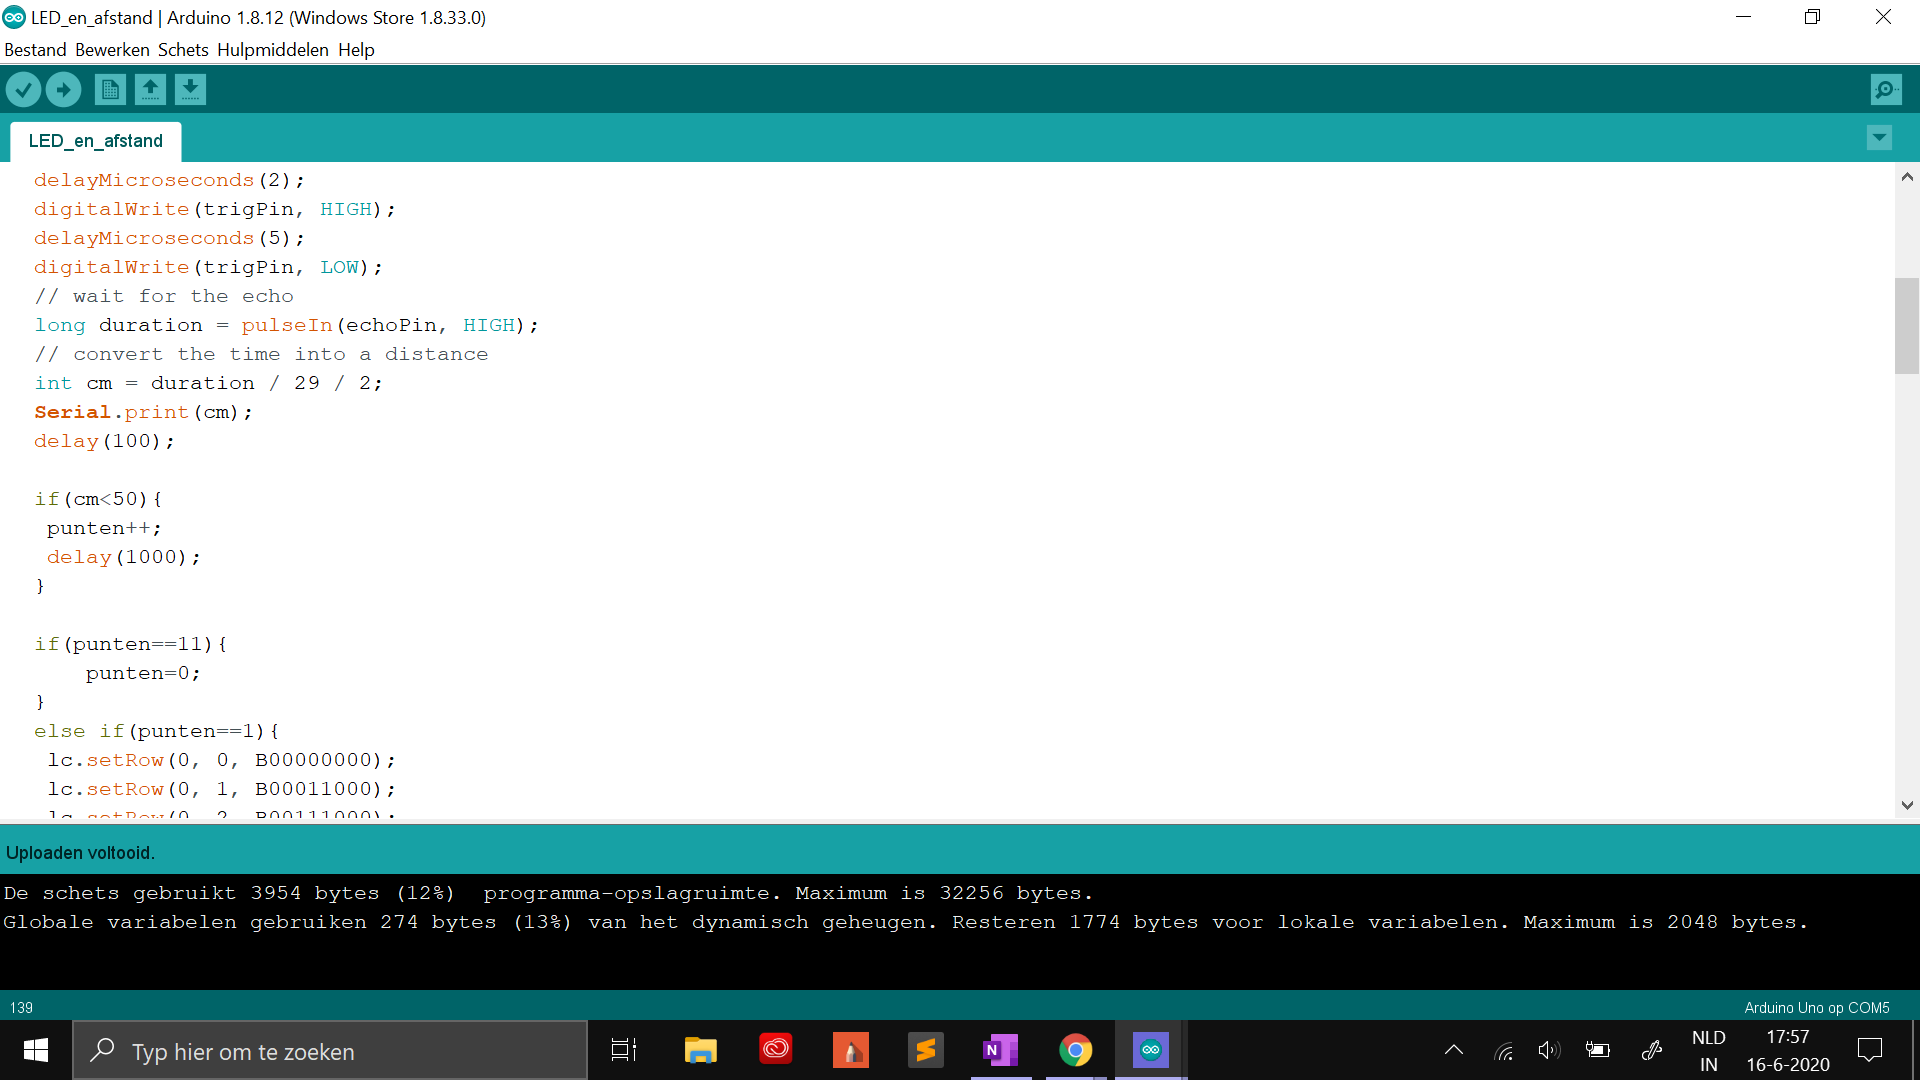 LED_en_afstand | Arduino 1.8.12 (Windows Store 1.8.33.0)
Bestand Bewerken Schets Hulpmiddelen Help
LED_en_afstand
delayMicroseconds(2);
digitalWrite(trigPin, HIGH);
delayMicroseconds(5);
digitalWrite(trigPin, LOW);
// wait for the echo
long duration = pulseIn(echoPin, HIGH);
// convert the time into a distance
int cm = duration / 29 / 2;
Serial.print(cm);
delay(100);
if(cm<50){
punten++;
delay(1000);
}
if(punten==11){
punten=0;
}
else if(punten==1){
lc.setRow(0, 0, B00000000);
lc.setRow(0, 1, B00011000);
lc.setRow(0, 2, B00111000);
Uploaden voltooid.
De schets gebruikt 3954 bytes (12%)  programma-opslagruimte. Maximum is 32256 bytes.
Globale variabelen gebruiken 274 bytes (13%) van het dynamisch geheugen. Resteren 1774 bytes voor lokale variabelen. Maximum is 2048 bytes.
139
Arduino Uno op COM5
Typ hier om te zoeken
N
NLD
IN
17:57
16-6-2020